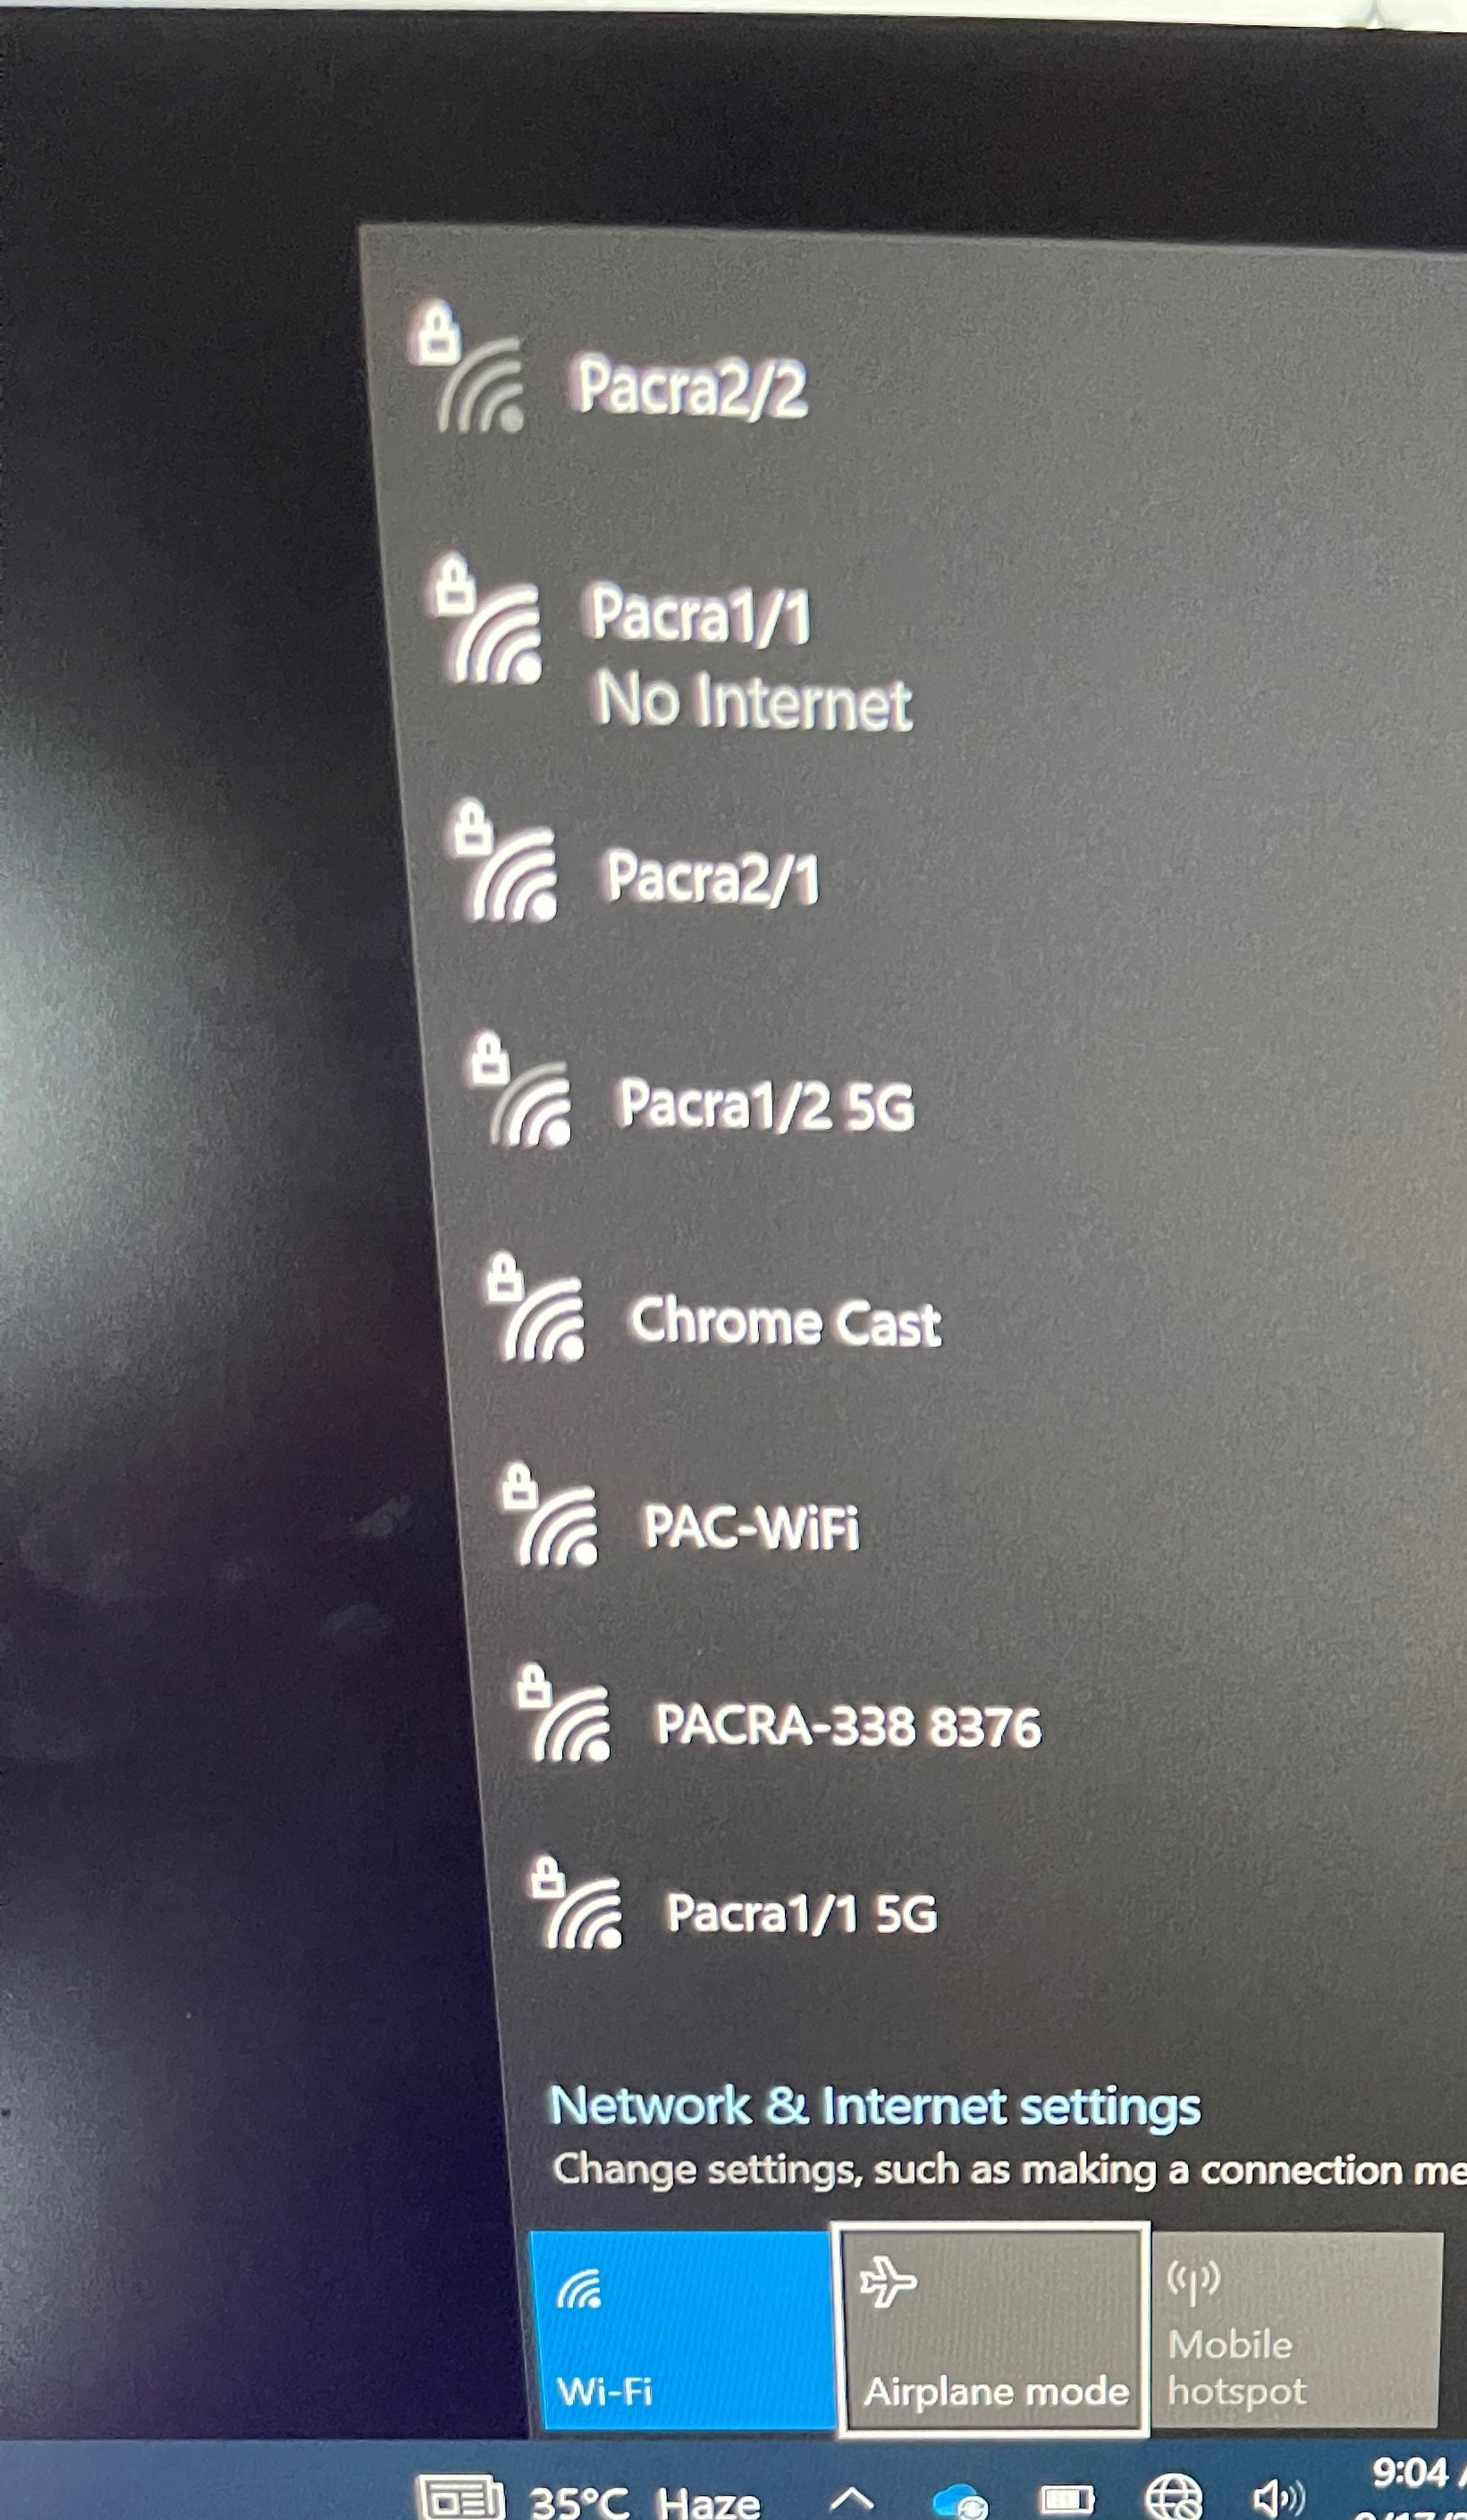 Pacra2/2
Pacra1/1
No Internet
Pacra2/1
Pacra1/2 5G
Chrome Cast
PAC-WiFi
PACRA-338 8376
Pacra1/1 5G
Network & Internet settings
Change settings, such as making a connection me
Wi-Fi
Airplane mode
Mobile
hotspot
9:04
35°C Haze